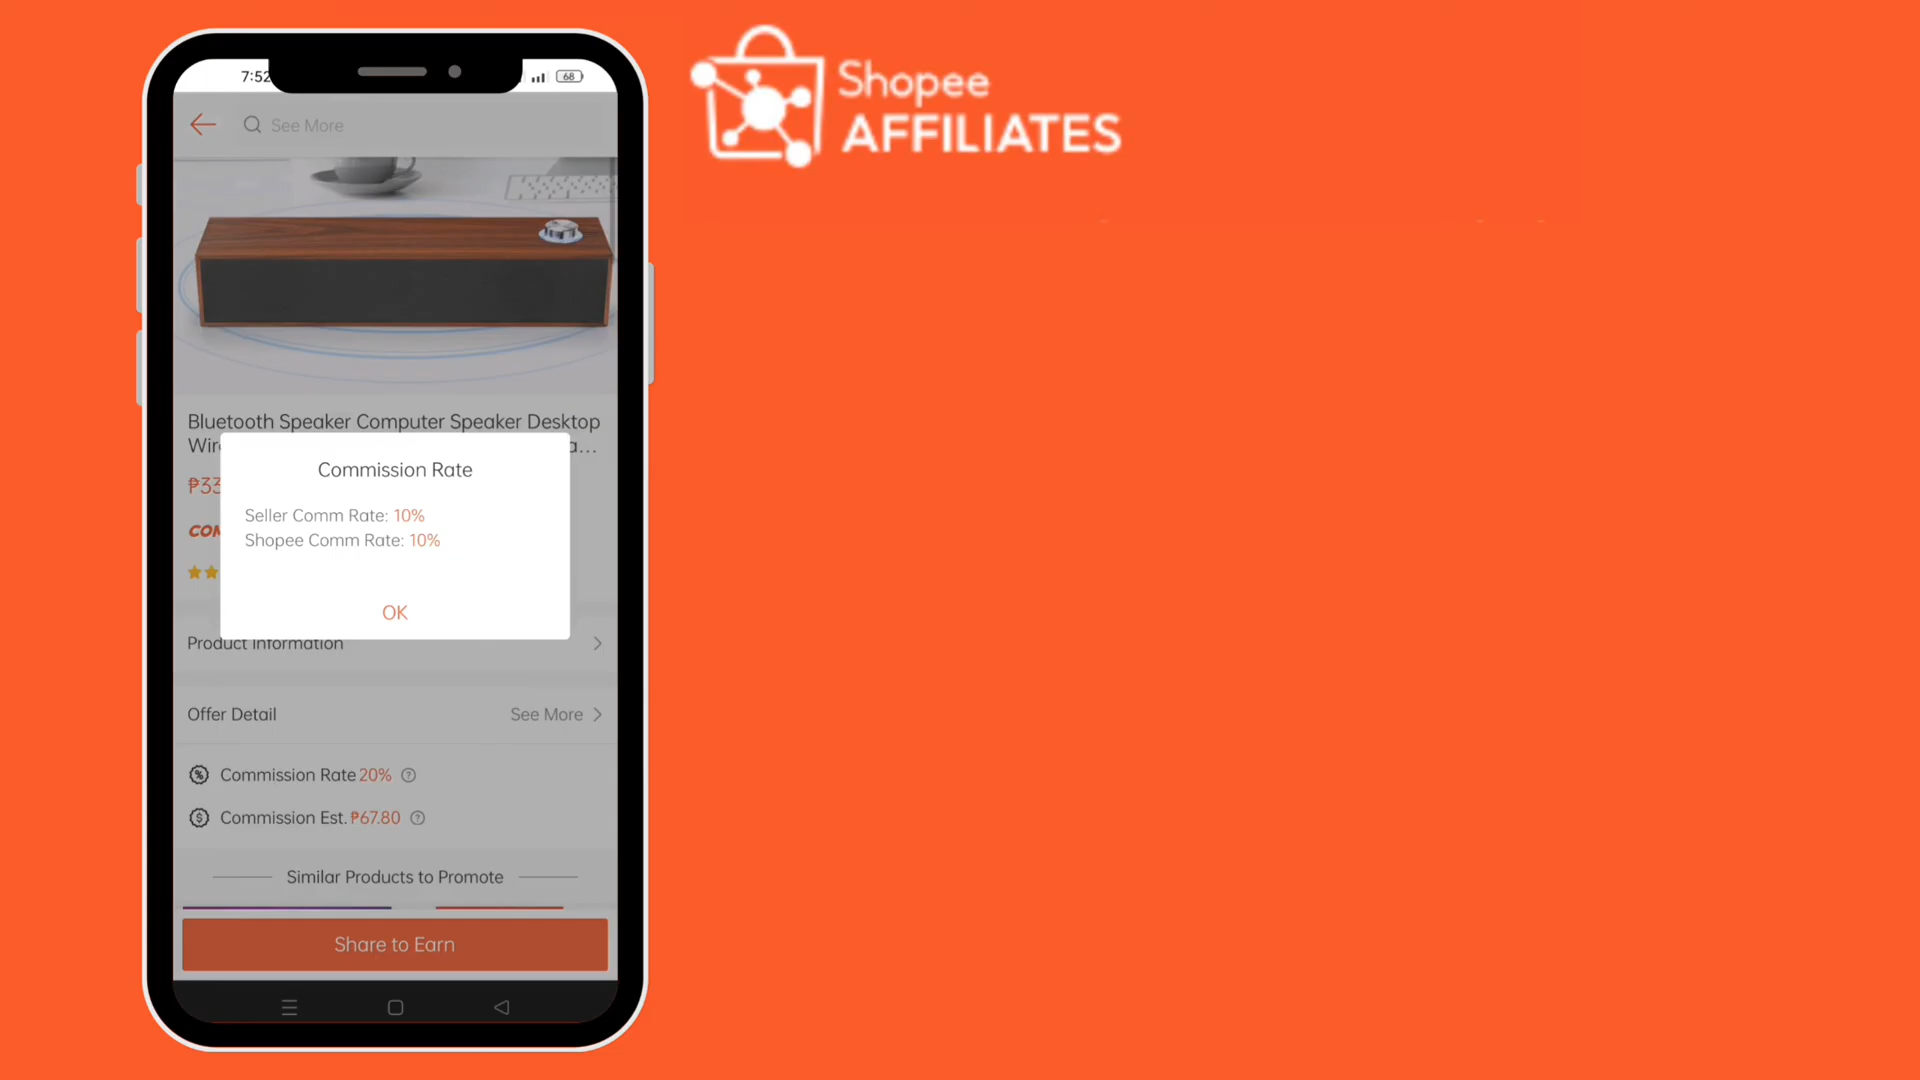 7:52
68
See More
Shopee
AFFILIATES
Bluetooth Speaker Computer Speaker Desktop
a...
Commission Rate
₱33
Seller Comm Rate: 10%
Shopee Comm Rate: 10%
OK
Product Information
Offer Detail
See More
Commission Rate 20%
Commission Est. ₱67.80
Similar Products to Promote
Share to Earn